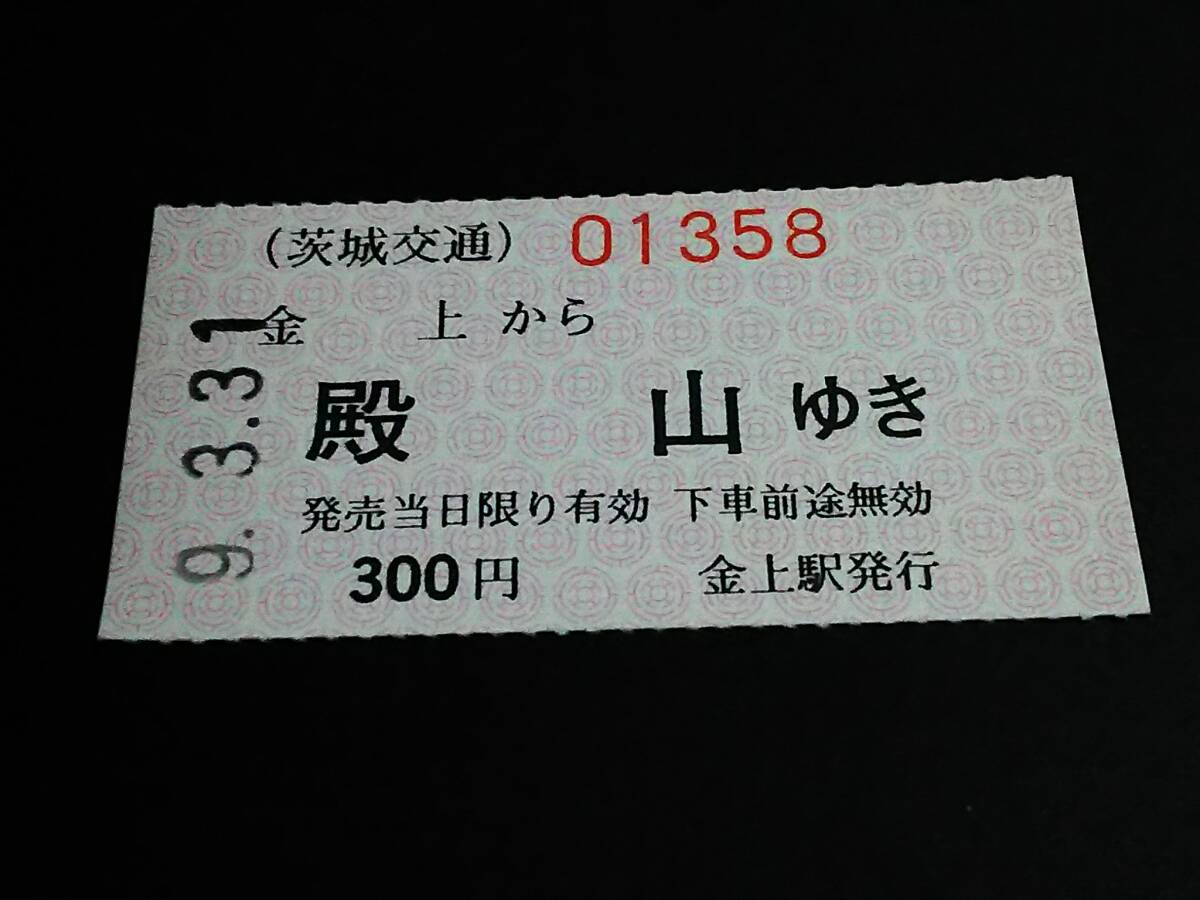 (茨城交通) 01358
金上から
殿山ゆき
発売当日限り有効 下車前途無効
300円 金上駅発行
9.3.31